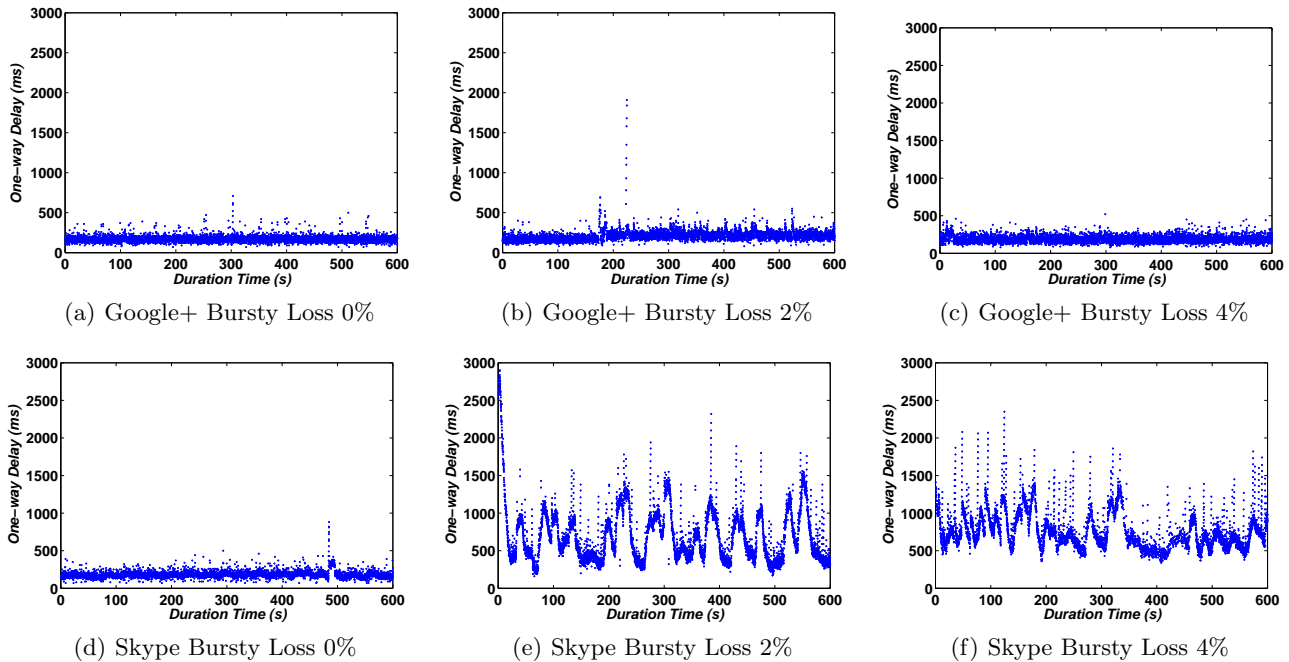 3000
2500
2000
1500
1000
500
0
One-way Delay (ms)
0 100 200 300 400 500 600
Duration Time (s)
(a) Google+ Bursty Loss 0%
3000
2500
2000
1500
1000
500
0
One-way Delay (ms)
0 100 200 300 400 500 600
Duration Time (s)
(b) Google+ Bursty Loss 2%
3000
2500
2000
1500
1000
500
0
One-way Delay (ms)
0 100 200 300 400 500 600
Duration Time (s)
(c) Google+ Bursty Loss 4%
3000
2500
2000
1500
1000
500
0
One-way Delay (ms)
0 100 200 300 400 500 600
Duration Time (s)
(d) Skype Bursty Loss 0%
3000
2500
2000
1500
1000
500
0
One-way Delay (ms)
0 100 200 300 400 500 600
Duration Time (s)
(e) Skype Bursty Loss 2%
3000
2500
2000
1500
1000
500
0
One-way Delay (ms)
0 100 200 300 400 500 600
Duration Time (s)
(f) Skype Bursty Loss 4%